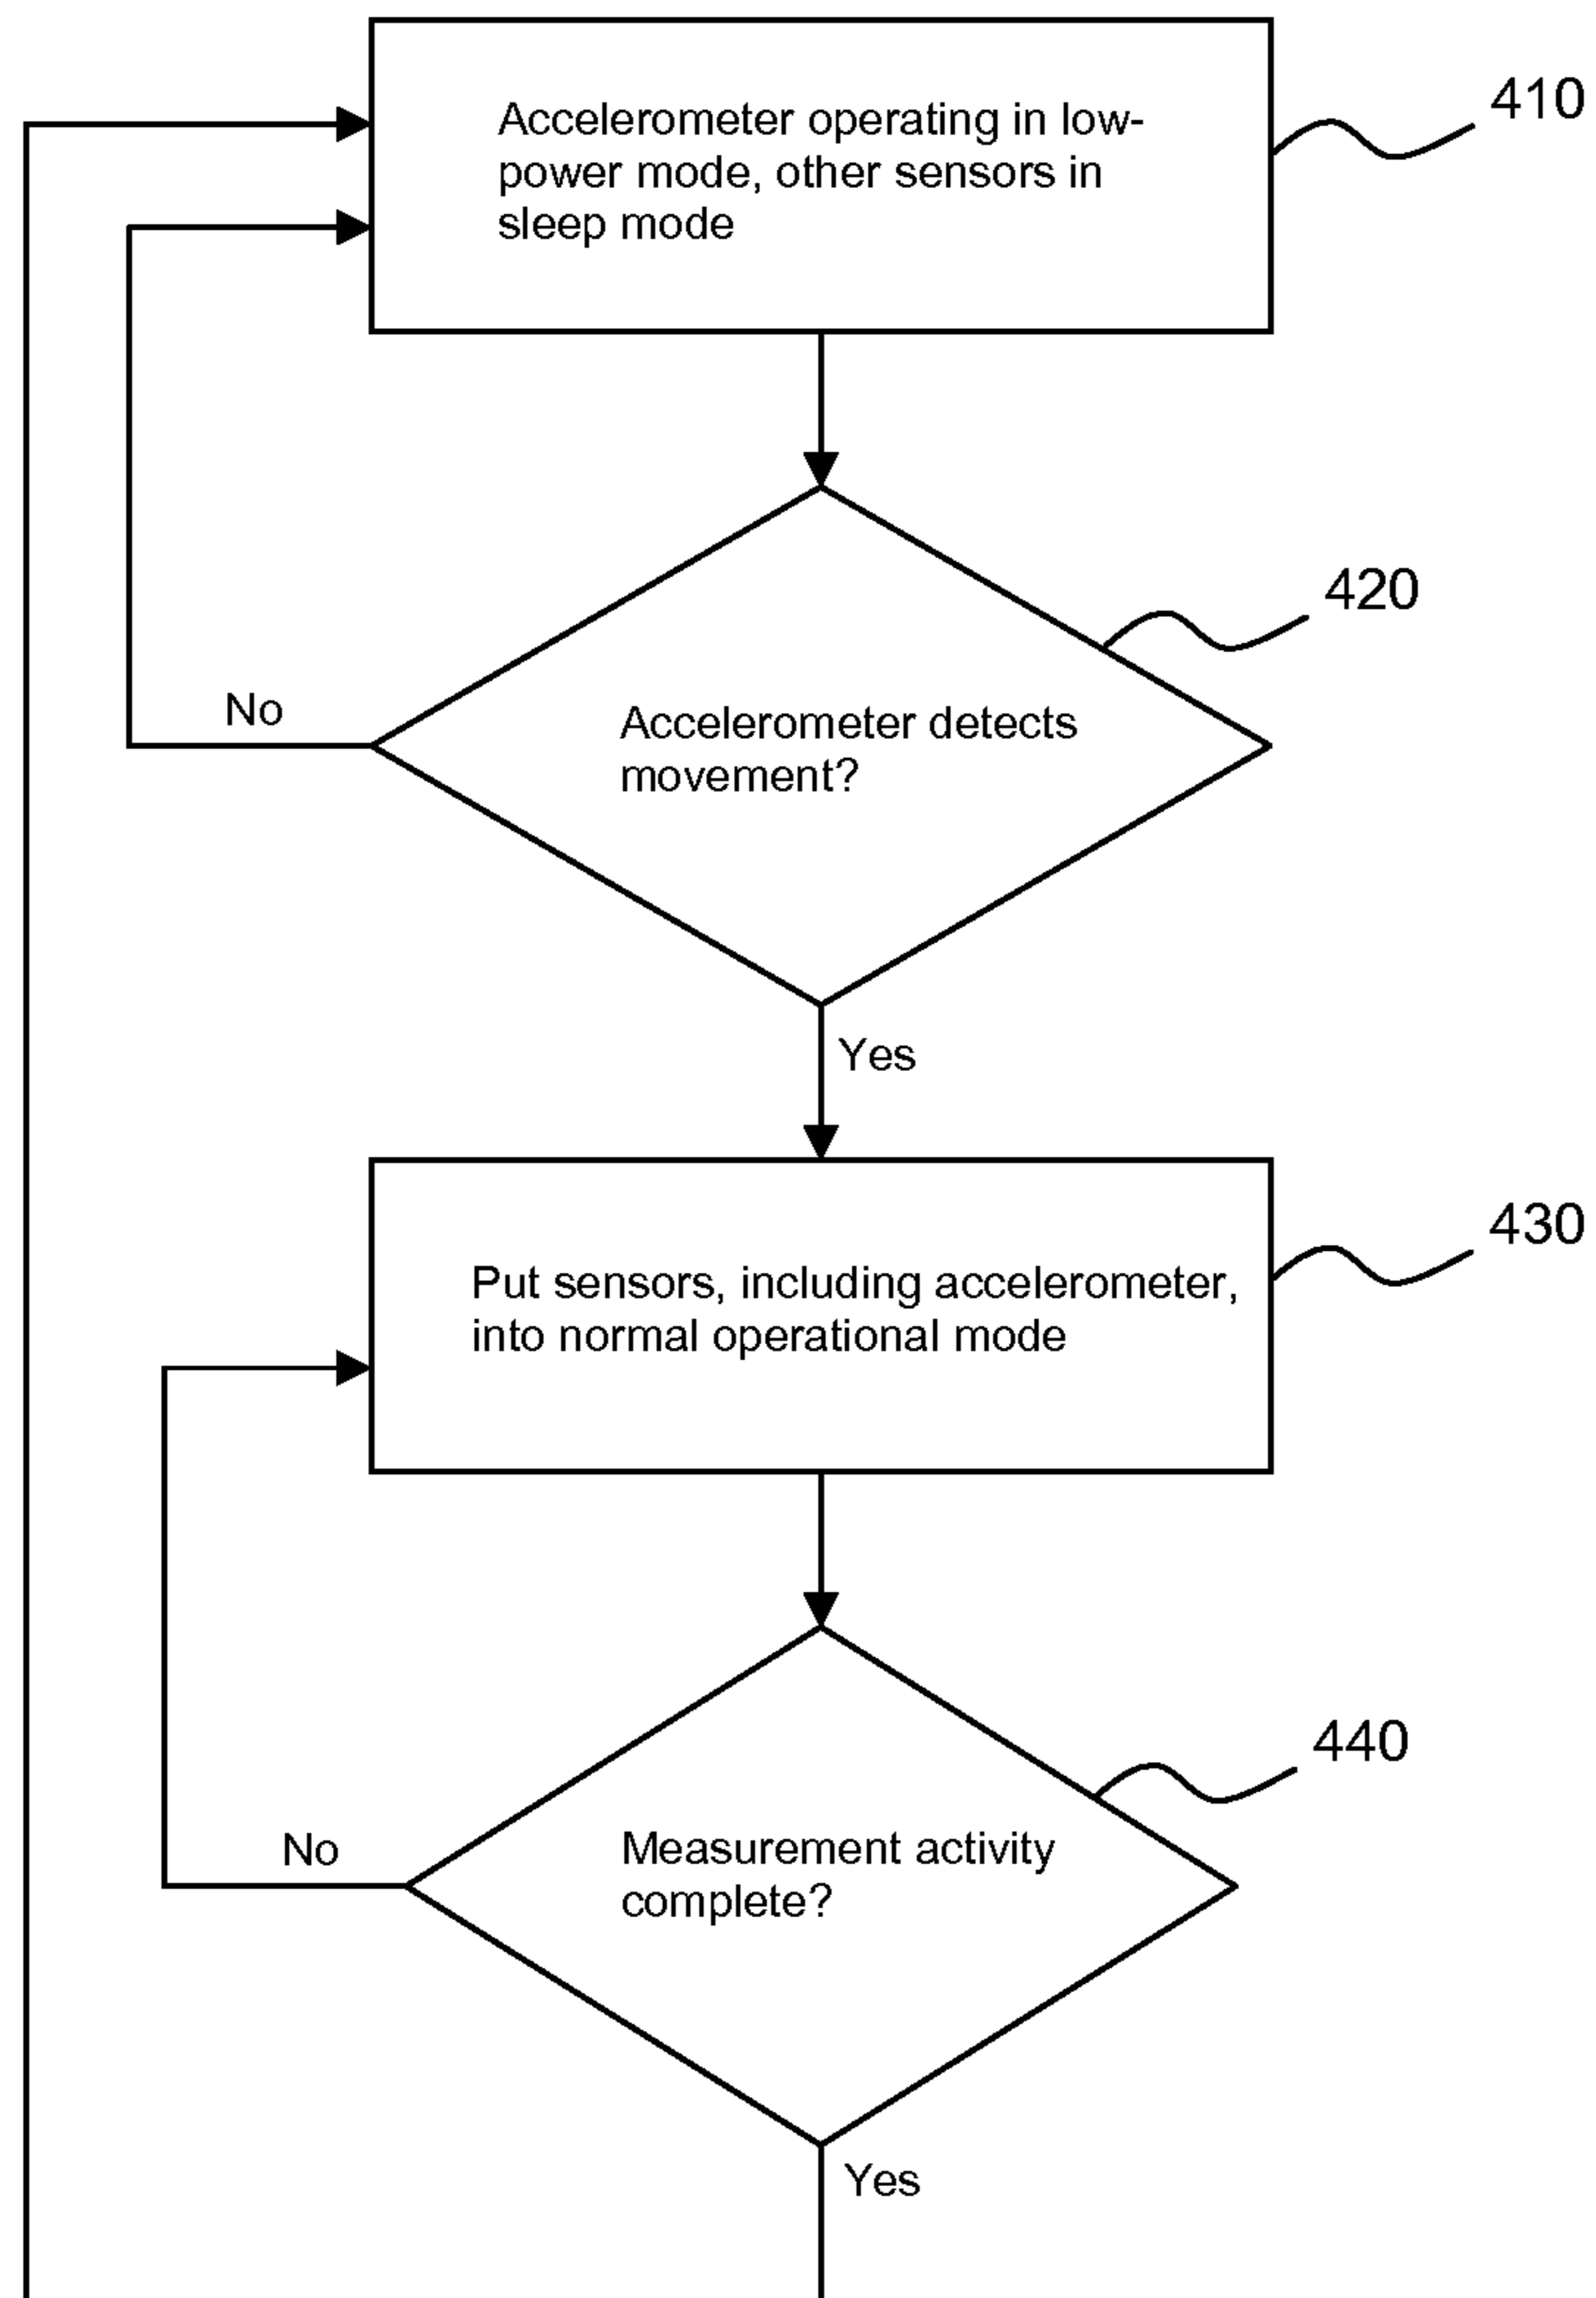 Accelerometer operating in low-
power mode, other sensors in
sleep mode
410
420
Accelerometer detects
movement?
No
Yes
430
Put sensors, including accelerometer,
into normal operational mode
440
Measurement activity
complete?
No
Yes